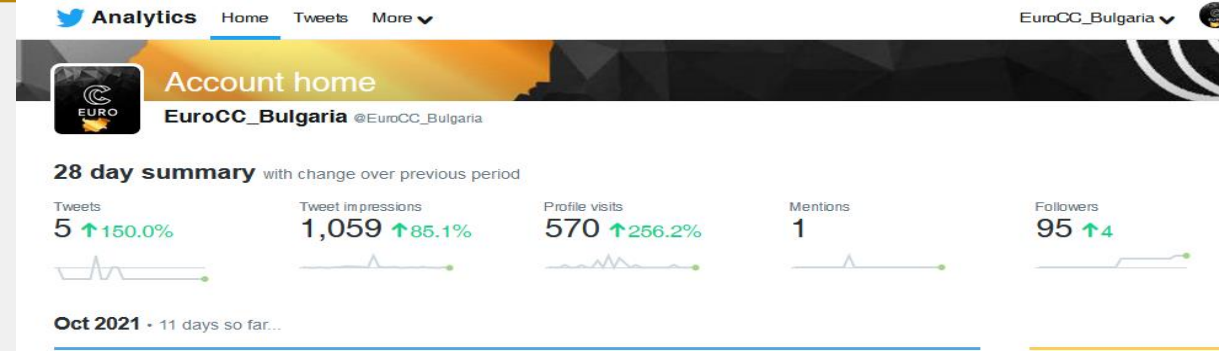 Analytics Home Tweets More EuroCC_Bulgaria
Account home
EURO
EuroCC_Bulgaria @EuroCC_Bulgaria
28 day summary with change over previous period
Tweets Tweet impressions Profile visits Mentions Followers
5 ↑150.0% 1,059 ↑85.1% 570 ↑256.2% 1 95 ↑4
Oct 2021 • 11 days so far...